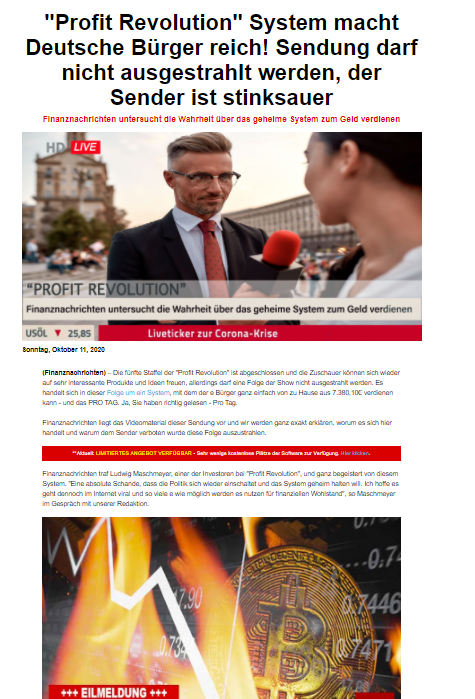 "Profit Revolution" System macht
Deutsche Bürger reich! Sendung darf
nicht ausgestrahlt werden, der
Sender ist stinksauer
Finanznachrichten untersucht die Wahrheit über das geheime System zum Geld verdienen
HD LIVE
"PROFIT REVOLUTION"
Finanznachrichten untersucht die Wahrheit über das geheime System zum Geld verdienen
USÖL ▼ 25,85 Liveticker zur Corona-Krise
Sonntag, Oktober 11, 2020
(Finanznachrichten) – Die fünfte Staffel der "Profit Revolution" ist abgeschlossen und die Zuschauer können sich wieder
auf sehr interessante Produkte und Ideen freuen, allerdings darf eine Folge der Show nicht ausgestrahlt werden. Es
handelt sich in dieser Folge um ein System, mit dem der e Bürger ganz einfach von zu Hause aus 7.380,10€ verdienen
kann - und das PRO TAG. Ja, Sie haben richtig gelesen - Pro Tag.
Finanznachrichten liegt das Videomaterial dieser Sendung vor und wir werden ganz exakt erklären, worum es sich hier
handelt und warum dem Sender verboten wurde diese Folge auszustrahlen.
**Aktuell: LIMITIERTES ANGEBOT VERFÜGBAR - Sehr wenige kostenlose Plätze der Software zur Verfügung. Hier klicken.
Finanznachrichten traf Ludwig Maschmeyer, einer der Investoren bei "Profit Revolution", und ganz begeistert von diesem
System. "Eine absolute Schande, dass die Politik sich wieder einschaltet und das System geheim halten will. Ich hoffe es
geht dennoch im Internet viral und so viele e wie möglich werden es nutzen für finanziellen Wohlstand", so Maschmeyer
im Gespräch mit unserer Redaktion.
17.90
0.734
0.7446
0.744
+++ EILMELDUNG +++